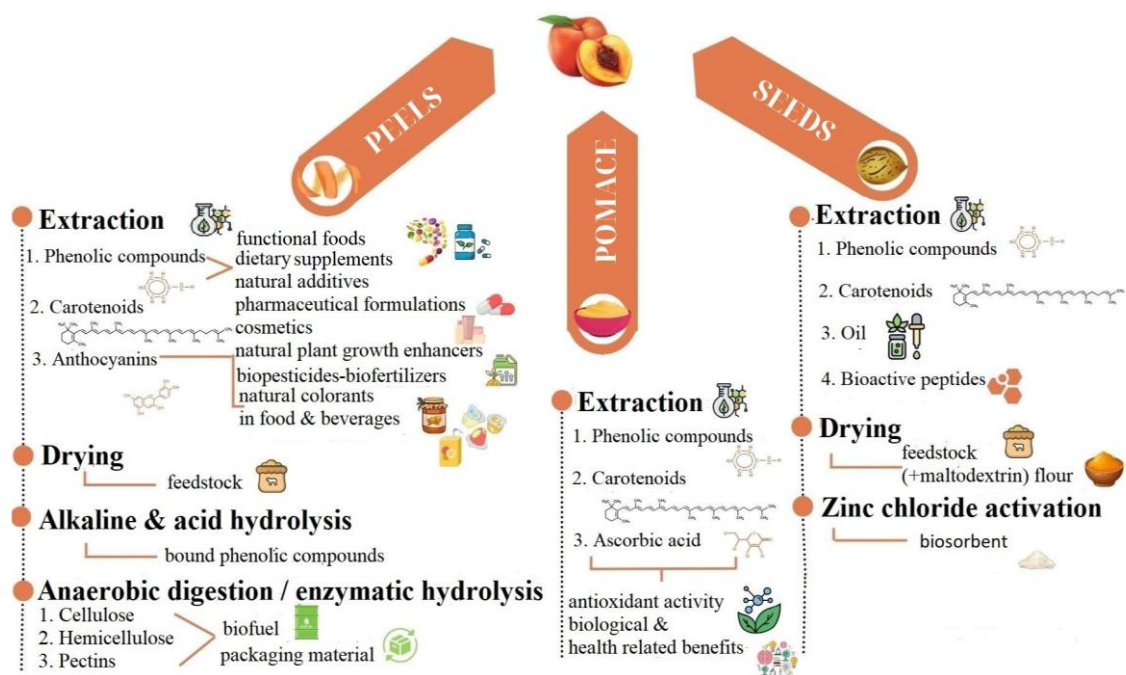 PEELS
POMACE
SEEDS
Extraction
1. Phenolic compounds
2. Carotenoids
3. Anthocyanins
functional foods
dietary supplements
natural additives
pharmaceutical formulations
cosmetics
natural plant growth enhancers
biopesticides-biofertilizers
natural colorants
in food & beverages
Drying
feedstock
Alkaline & acid hydrolysis
bound phenolic compounds
Anaerobic digestion / enzymatic hydrolysis
1. Cellulose
2. Hemicellulose
3. Pectins
biofuel
packaging material
Extraction
1. Phenolic compounds
2. Carotenoids
3. Ascorbic acid
antioxidant activity
biological &
health related benefits
Extraction
1. Phenolic compounds
2. Carotenoids
3. Oil
4. Bioactive peptides
Drying
feedstock
(+maltodextrin) flour
Zinc chloride activation
biosorbent